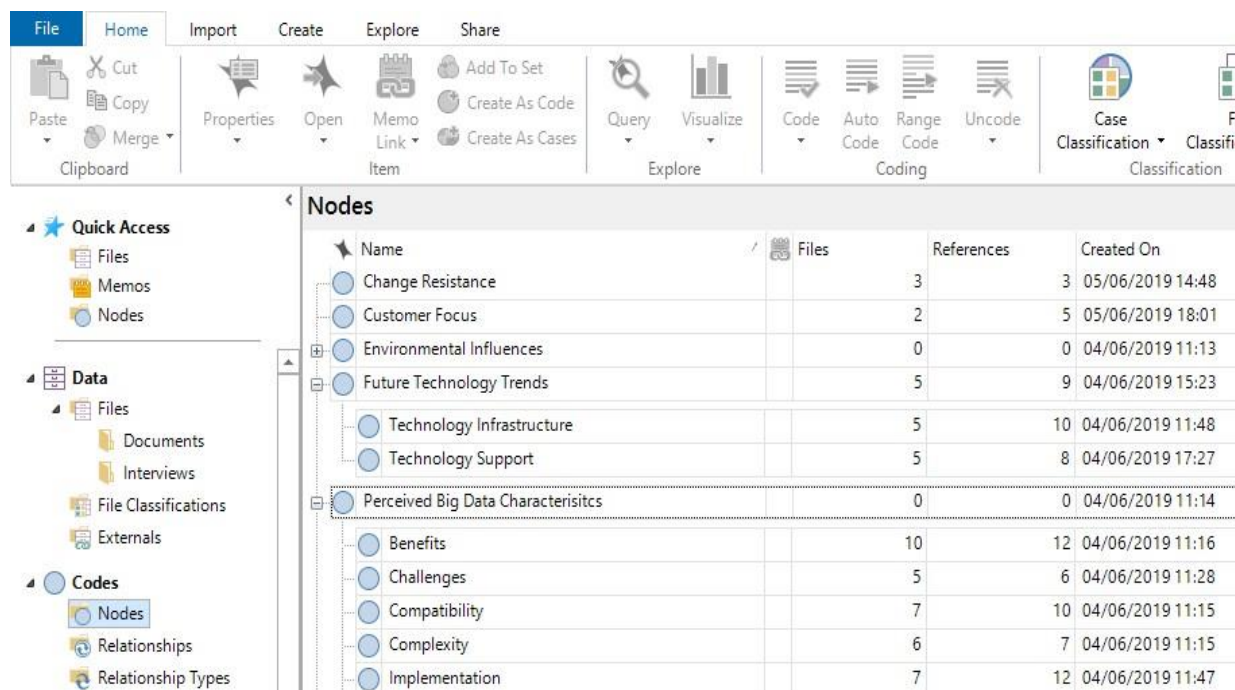 File Home Import Create Explore Share
Cut
Copy
Paste
Merge
Clipboard
Properties
Open
Memo
Link
Add To Set
Create As Code
Create As Cases
Item
Query
Visualize
Explore
Code
Auto
Code
Range
Code
Uncode
Coding
Case
Classification
F
Classifi
Classification
Quick Access
Files
Memos
Nodes
Data
Files
Documents
Interviews
File Classifications
Externals
Codes
Nodes
Relationships
Relationship Types
Nodes
Name Files References Created On
Change Resistance 3 3 05/06/2019 14:48
Customer Focus 2 5 05/06/2019 18:01
Environmental Influences 0 0 04/06/2019 11:13
Future Technology Trends 5 9 04/06/2019 15:23
Technology Infrastructure 5 10 04/06/2019 11:48
Technology Support 5 8 04/06/2019 17:27
Perceived Big Data Characterisitcs 0 0 04/06/2019 11:14
Benefits 10 12 04/06/2019 11:16
Challenges 5 6 04/06/2019 11:28
Compatibility 7 10 04/06/2019 11:15
Complexity 6 7 04/06/2019 11:15
Implementation 7 12 04/06/2019 11:47